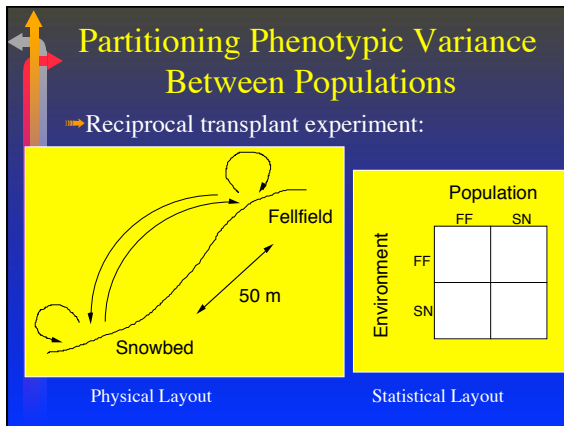 Partitioning Phenotypic Variance
Between Populations
Reciprocal transplant experiment:
Fellfield
50 m
Snowbed
Physical Layout
Population
FF SN
Environment
FF
SN
Statistical Layout